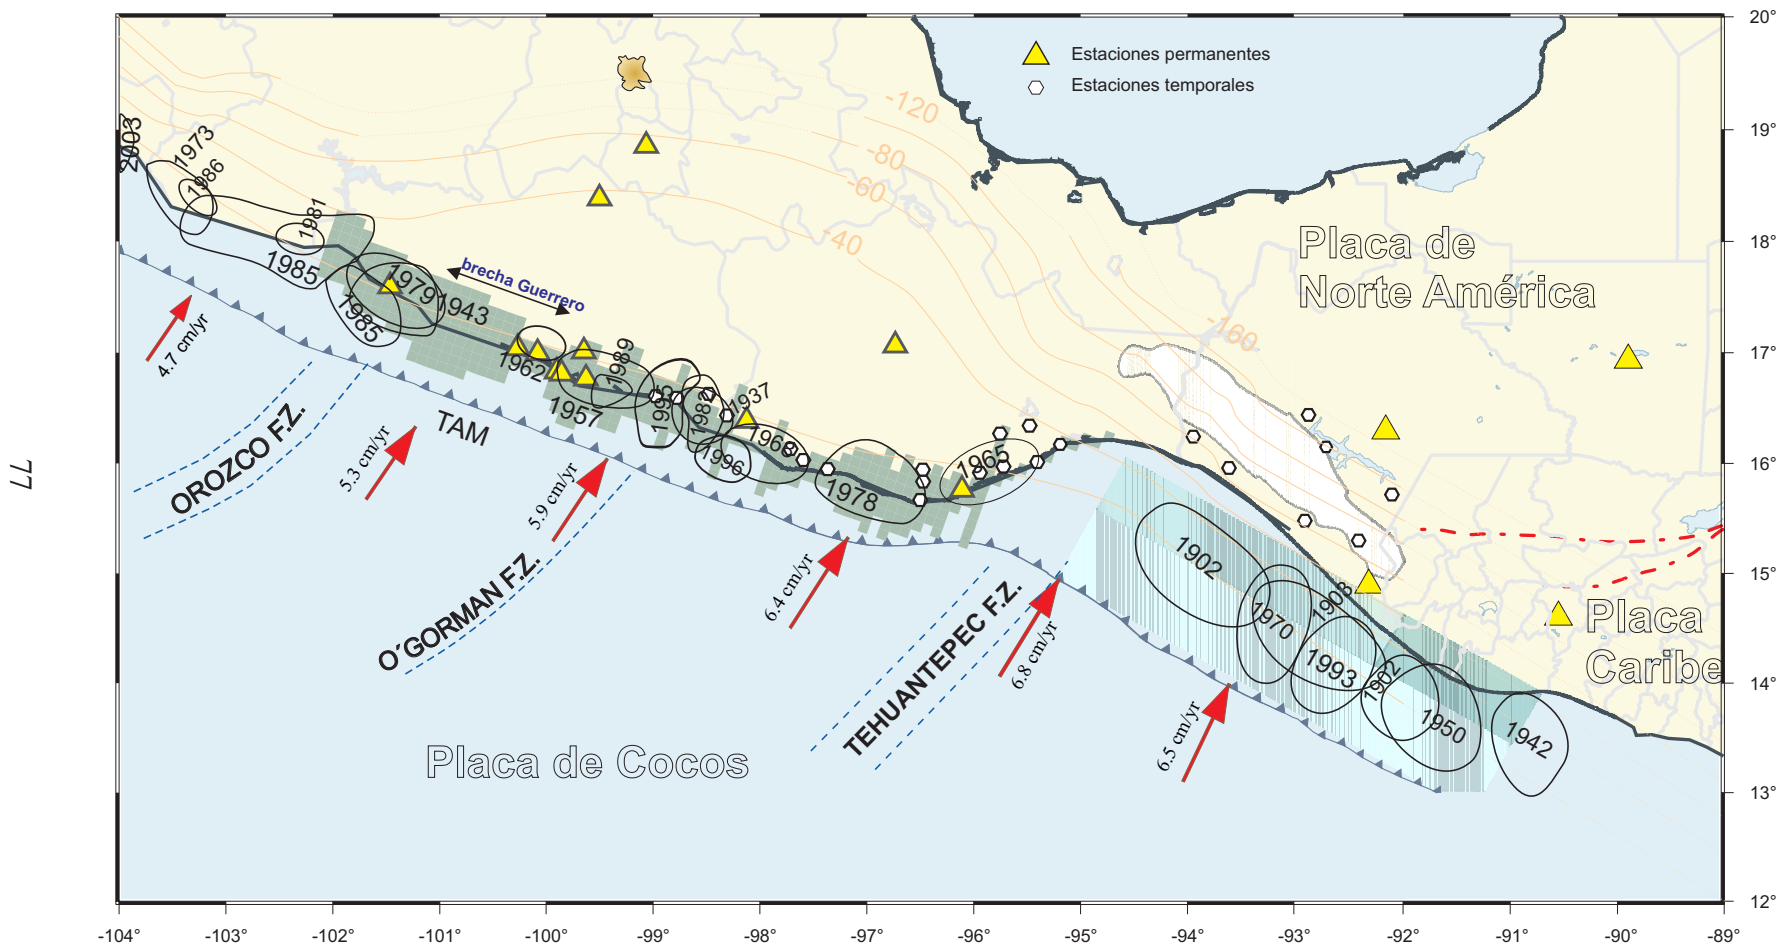 Estaciones permanentes
Estaciones temporales
20°
19°
18°
17°
16°
15°
14°
13°
12°
-120
-80
-60
-40
-160
2003
1973
1986
1981
1985
1979
1943
1985
brecha Guerrero
1962
1957
1989
1995
1982
1937
1996
1968
1978
1965
Placa de
Norte América
4.7 cm/yr
5.3 cm/yr
5.9 cm/yr
6.4 cm/yr
6.8 cm/yr
6.5 cm/yr
TAM
LL
OROZCO F.Z.
O´GORMAN F.Z.
TEHUANTEPEC F.Z.
1902
1970
1903
1993
1902
1950
1942
Placa
Caribe
Placa de Cocos
-104° -103° -102° -101° -100° -99° -98° -97° -96° -95° -94° -93° -92° -91° -90° -89°